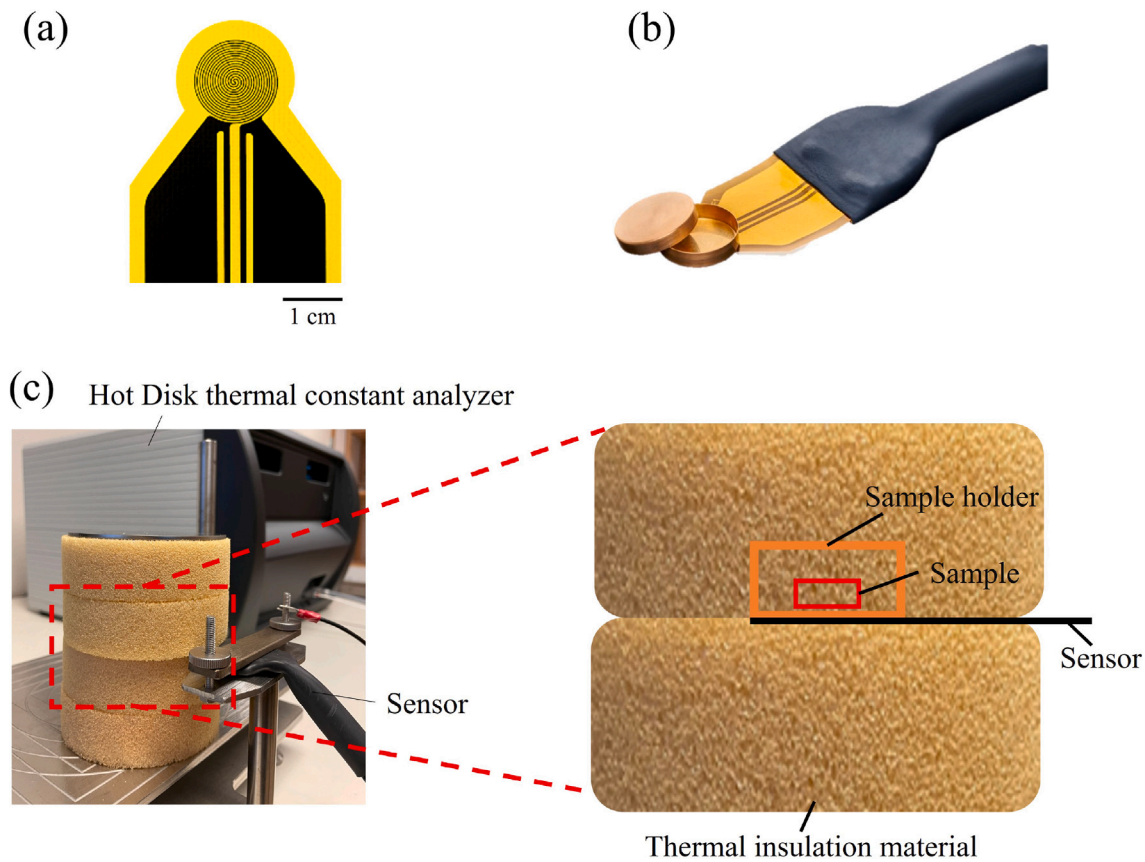 (a)
(b)
1 cm
(c)
Hot Disk thermal constant analyzer
Sample holder
Sample
Sensor
Sensor
Thermal insulation material